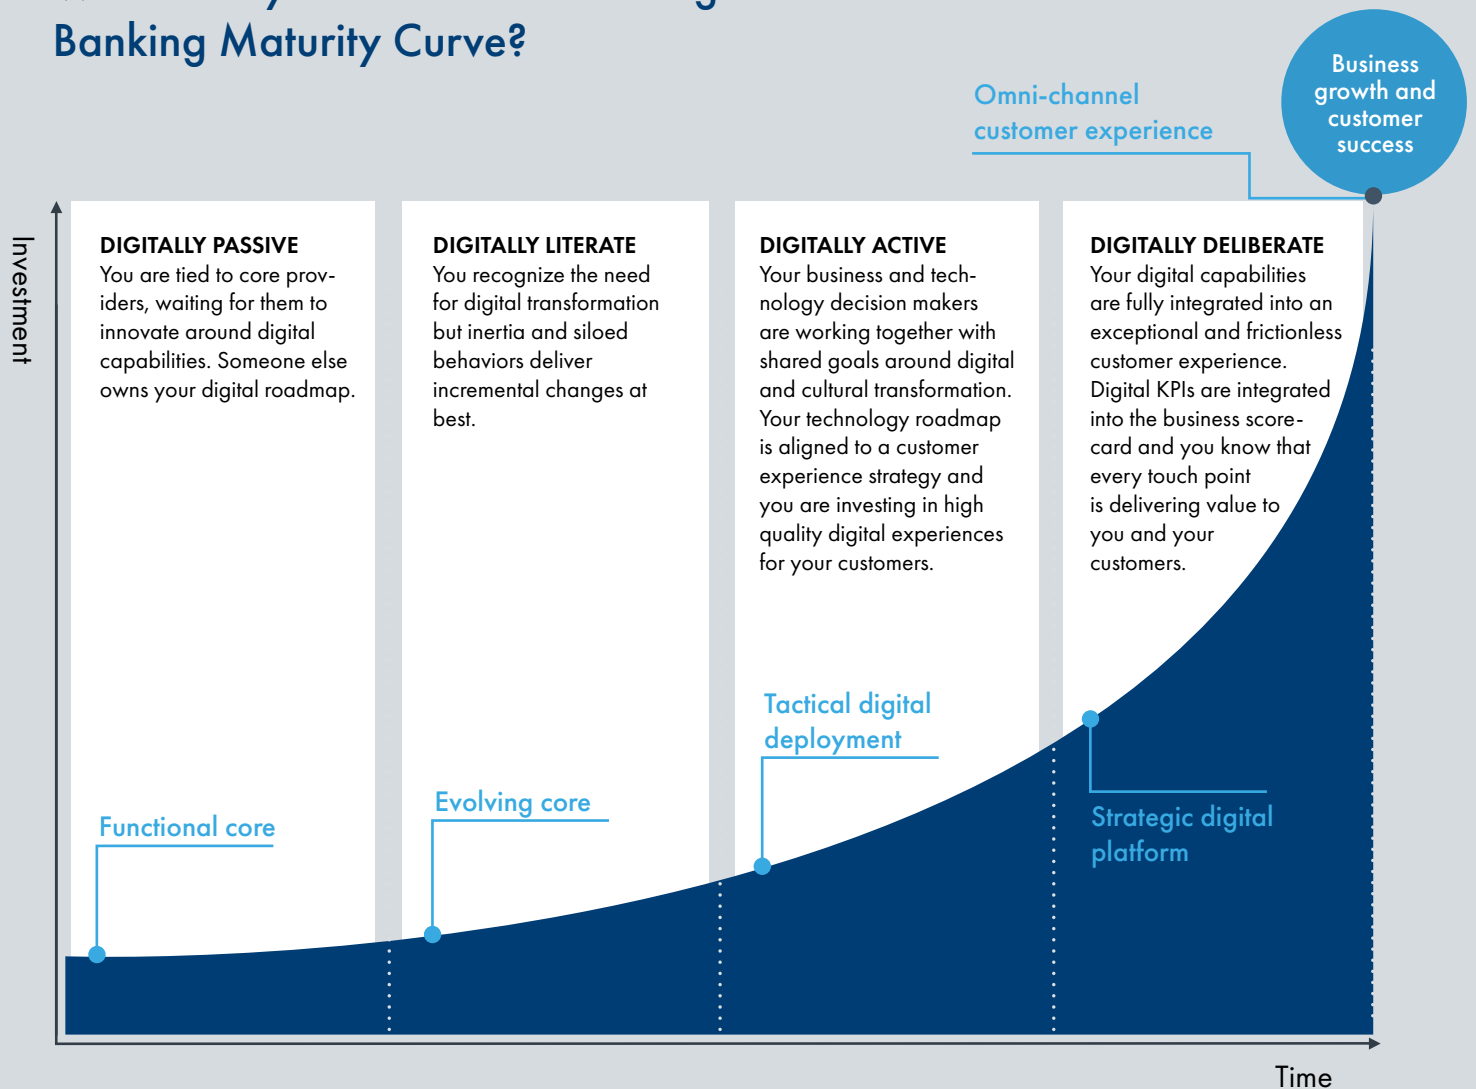 Banking Maturity Curve?
Omni-channel
customer experience
Business
growth and
customer
success
Investment
DIGITALLY PASSIVE
You are tied to core prov-
iders, waiting for them to
innovate around digital
capabilities. Someone else
owns your digital roadmap.
DIGITALLY LITERATE
You recognize the need
for digital transformation
but inertia and siloed
behaviors deliver
incremental changes at
best.
DIGITALLY ACTIVE
Your business and tech-
nology decision makers
are working together with
shared goals around digital
and cultural transformation.
Your technology roadmap
is aligned to a customer
experience strategy and
you are investing in high
quality digital experiences
for your customers.
DIGITALLY DELIBERATE
Your digital capabilities
are fully integrated into an
exceptional and frictionless
customer experience.
Digital KPIs are integrated
into the business score-
card and you know that
every touch point
is delivering value to
you and your
customers.
Functional core
Evolving core
Tactical digital
deployment
Strategic digital
platform
Time